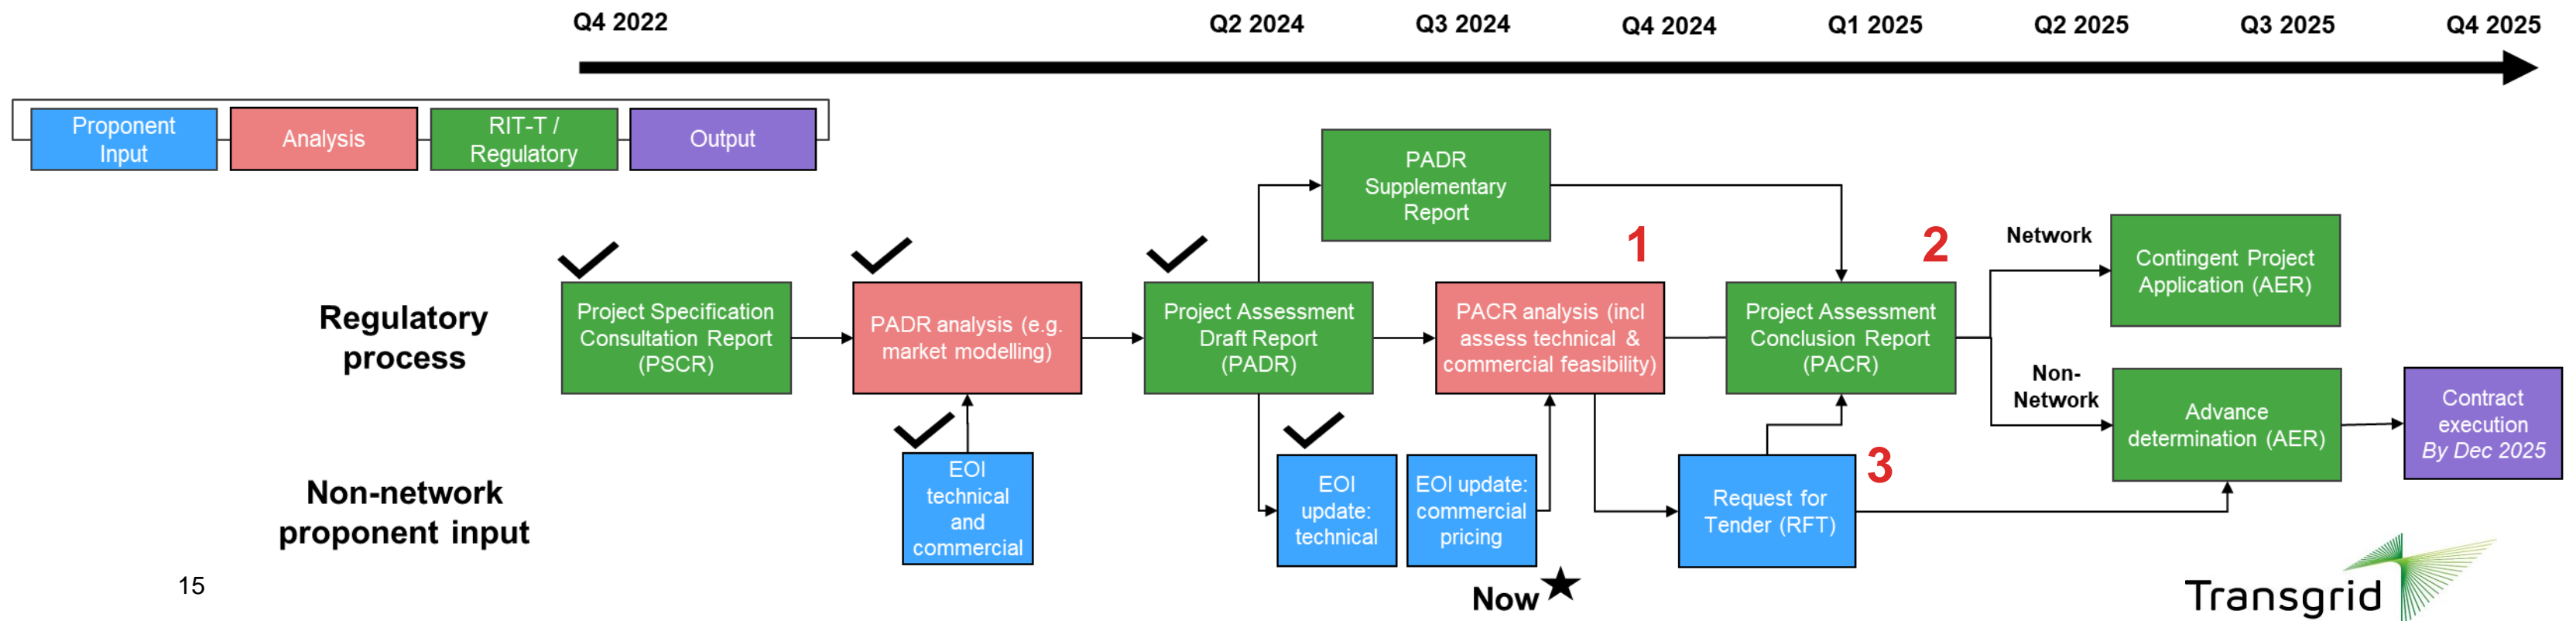 Q4 2022
Q2 2024
Q3 2024
Q4 2024
Q1 2025
Q2 2025
Q3 2025
Q4 2025
Proponent
Input
Analysis
RIT-T /
Regulatory
Output
PADR
Supplementary
Report
1
2
Network
Contingent Project
Application (AER)
Regulatory
process
Project Specification
Consultation Report
(PSCR)
PADR analysis (e.g.
market modelling)
Project Assessment
Draft Report
(PADR)
PACR analysis (incl
assess technical &
commercial feasibility)
Project Assessment
Conclusion Report
(PACR)
Non-
Network
Advance
determination (AER)
Contract
execution
By Dec 2025
Non-network
proponent input
EOI
technical
and
commercial
EOI
update:
technical
EOI update:
commercial
pricing
Request for
Tender (RFT)
3
Now
15
Transgrid